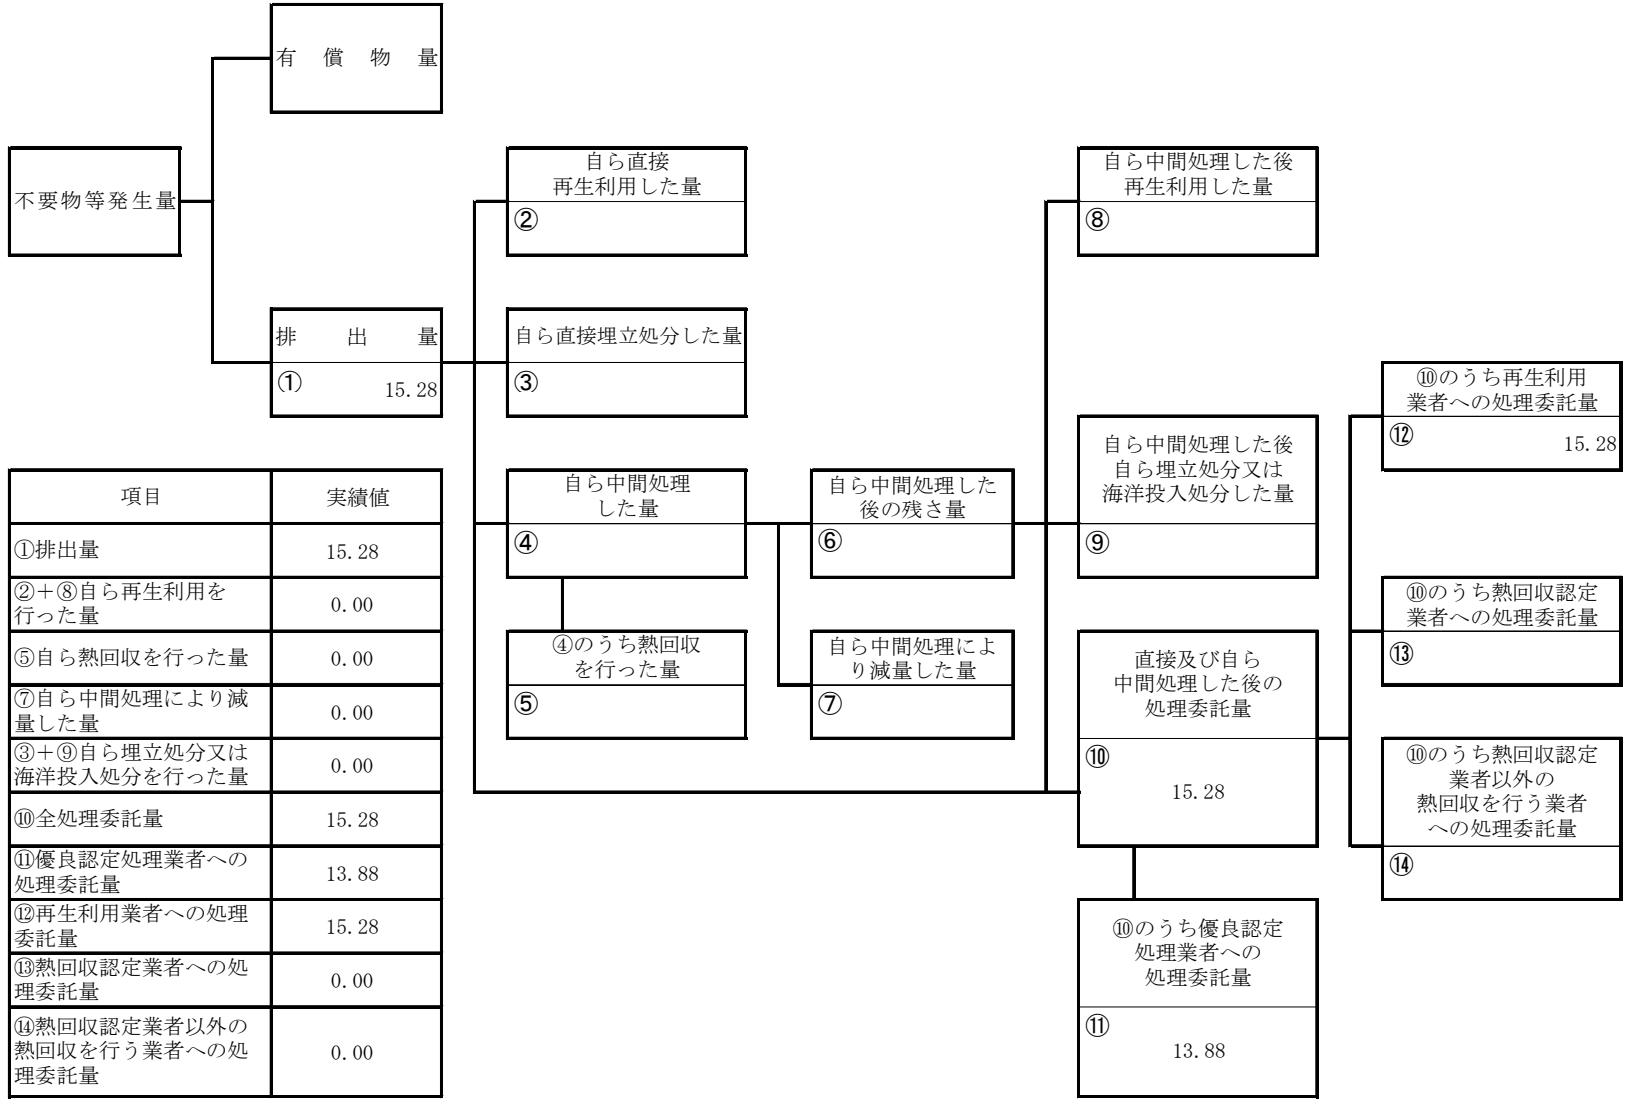 有償物量
不要物等発生量
排出量
①
15.28
自ら直接
再生利用した量
②
自ら直接埋立処分した量
③
自ら中間処理
した量
④
④のうち熱回収
を行った量
⑤
自ら中間処理した
後の残さ量
⑥
自ら中間処理によ
り減量した量
⑦
自ら中間処理した後
再生利用した量
⑧
自ら中間処理した後
自ら埋立処分又は
海洋投入処分した量
⑨
直接及び自ら
中間処理した後の
処理委託量
⑩
15.28
⑩のうち優良認定
処理業者への
処理委託量
⑪
13.88
⑩のうち再生利用
業者への処理委託量
⑫
15.28
⑩のうち熱回収認定
業者への処理委託量
⑬
⑩のうち熱回収認定
業者以外の
熱回収を行う業者
への処理委託量
⑭
項目 実績値
①排出量 15.28
②＋⑧自ら再生利用を
行った量 0.00
⑤自ら熱回収を行った量 0.00
⑦自ら中間処理により減
量した量 0.00
③＋⑨自ら埋立処分又は
海洋投入処分を行った量 0.00
⑩全処理委託量 15.28
⑪優良認定処理業者への
処理委託量 13.88
⑫再生利用業者への処理
委託量 15.28
⑬熱回収認定業者への処
理委託量 0.00
⑭熱回収認定業者以外の
熱回収を行う業者への処
理委託量 0.00